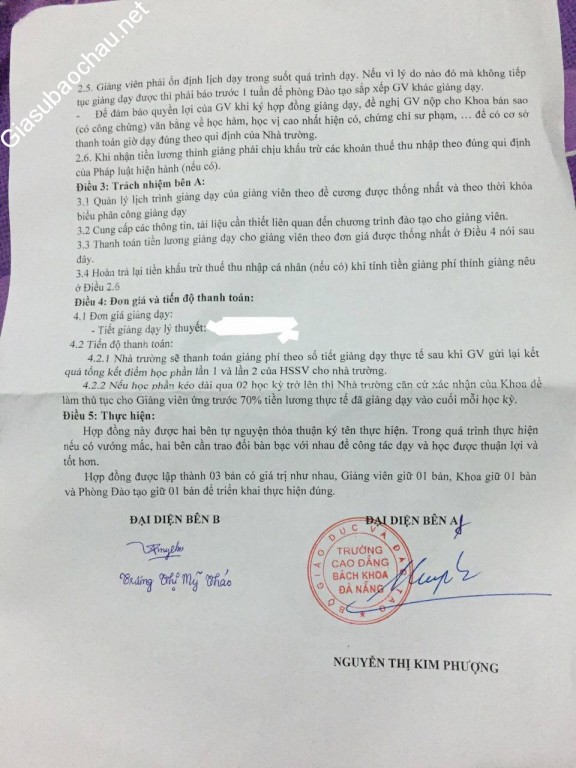 Giasubaochau.net
2.5. Giảng viên phải ổn định lịch dạy trong suốt quá trình dạy. Nếu vì lý do nào đó mà không tiếp
tục giảng dạy được thì phải báo trước 1 tuần để phòng Đào tạo sắp xếp GV khác giảng dạy.
- Để đảm bảo quyền lợi của GV khi ký hợp đồng giảng dạy, đề nghị GV nộp cho Khoa bản sao
(có công chứng) văn bằng về học hàm, học vị cao nhất hiện có, chứng chỉ sư phạm, … để có cơ sở
thanh toán giờ dạy đúng theo qui định của Nhà trường.
2.6. Khi nhận tiền lương thỉnh giảng phải chịu khấu trừ các khoản thuế thu nhập theo đúng qui định
của Pháp luật hiện hành (nếu có).
Điều 3: Trách nhiệm bên A:
3.1 Quản lý lịch trình giảng dạy của giảng viên theo đề cương được thống nhất và theo thời khóa
biểu phân công giảng dạy
3.2 Cung cấp các thông tin, tài liệu cần thiết liên quan đến chương trình đào tạo cho giảng viên.
3.3 Thanh toán tiền lương giảng dạy cho giảng viên theo đơn giá được thống nhất ở Điều 4 nói sau
đây.
3.4 Hoàn trả lại tiền khấu trừ thuế thu nhập cá nhân (nếu có) khi tính tiền giảng phí thỉnh giảng nêu
ở Điều 2.6
Điều 4: Đơn giá và tiến độ thanh toán:
4.1 Đơn giá giảng dạy:
- Tiết giảng dạy lý thuyết:
4.2 Tiến độ thanh toán:
4.2.1 Nhà trường sẽ thanh toán giảng phí theo số tiết giảng dạy thực tế sau khi GV gửi lại kết
quả tổng kết điểm học phần lần 1 và lần 2 của HSSV cho nhà trường.
4.2.2 Nếu học phần kéo dài qua 02 học kỳ trở lên thì Nhà trường căn cứ xác nhận của Khoa để
làm thủ tục cho Giảng viên ứng trước 70% tiền lương thực tế đã giảng dạy vào cuối mỗi học kỳ.
Điều 5: Thực hiện:
Hợp đồng này được hai bên tự nguyện thỏa thuận ký tên thực hiện. Trong quá trình thực hiện
nếu có vướng mắc, hai bên cần trao đổi bàn bạc với nhau để công tác dạy và học được thuận lợi và
tốt hơn.
Hợp đồng được lập thành 03 bản có giá trị như nhau, Giảng viên giữ 01 bản, Khoa giữ 01 bản
và Phòng Đào tạo giữ 01 bản để triển khai thực hiện đúng.
ĐẠI DIỆN BÊN B
ĐẠI DIỆN BÊN A
Trương Thị Mỹ Thảo
BỘ GIÁO DỤC VÀ ĐÀO TẠO
TRƯỜNG
CAO ĐẲNG
BÁCH KHOA
ĐÀ NẴNG
NGUYỄN THỊ KIM PHƯỢNG